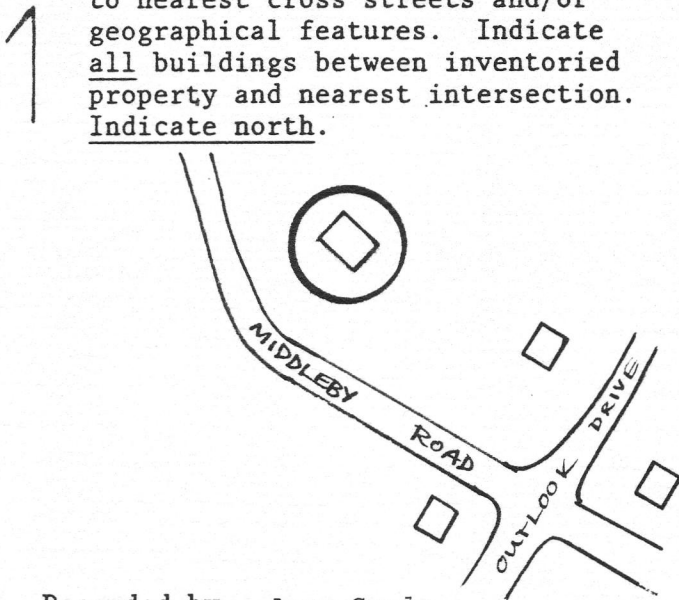 to nearest cross streets and/or
geographical features. Indicate
all buildings between inventoried
property and nearest intersection.
Indicate north.
MIDDLEBY ROAD
OUTLOOK DRIVE
Recorded by